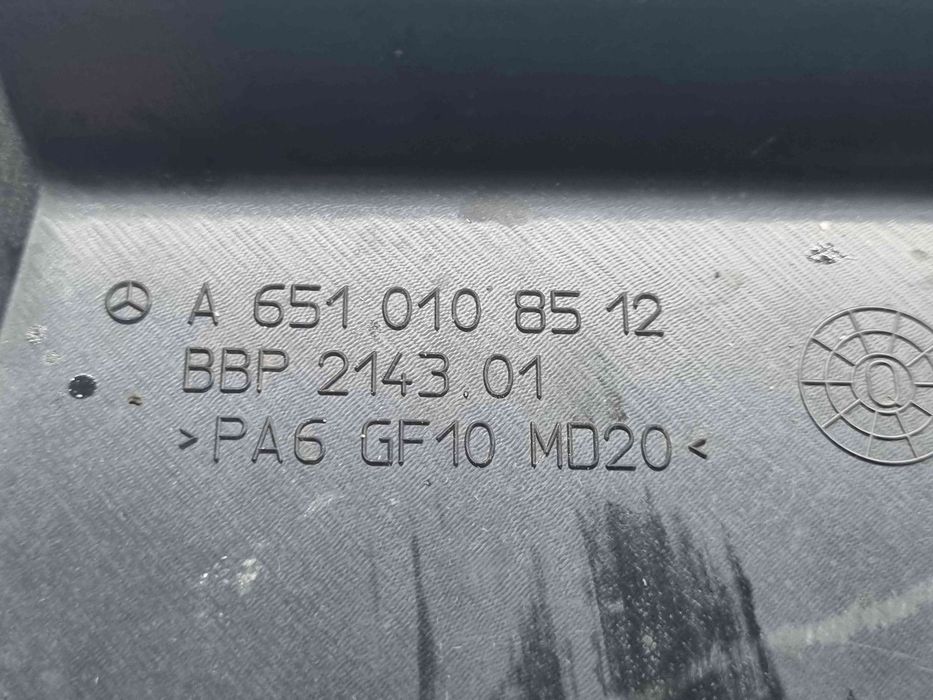 A 651 010 85 12
BBP 2143.01
>PA6 GF10 MD20<
Q